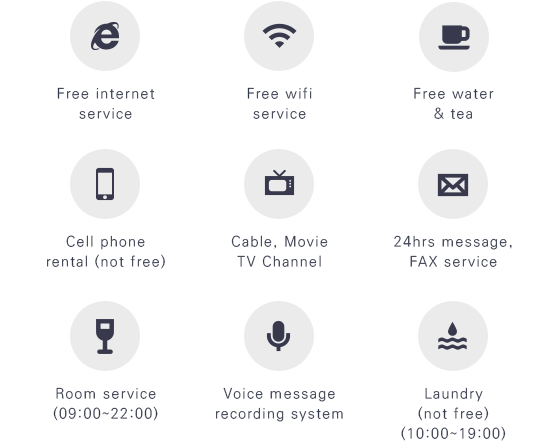 Free internet
service
Free wifi
service
Free water
& tea
Cell phone
rental (not free)
Cable, Movie
TV Channel
24hrs message,
FAX service
Room service
(09:00~22:00)
Voice message
recording system
Laundry
(not free)
(10:00~19:00)